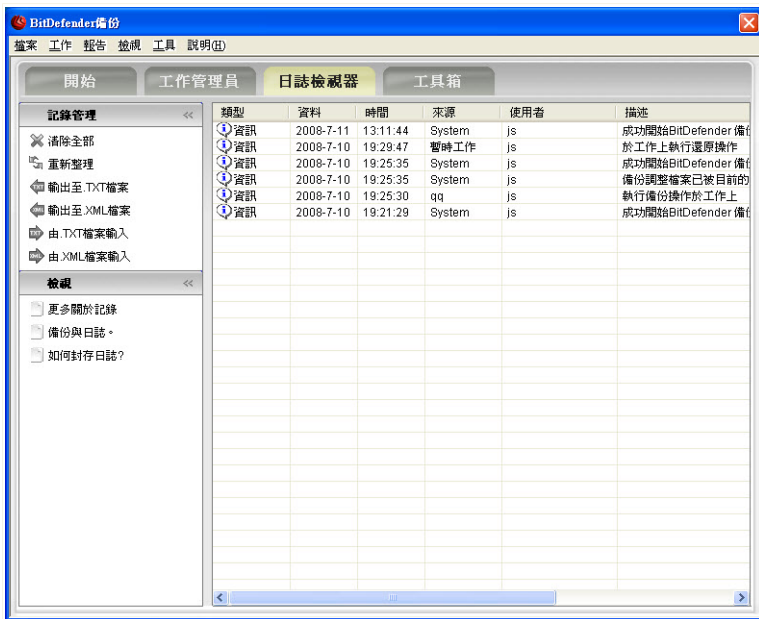 BitDefender備份
檔案 工作 報告 檢視 工具 說明(H)
開始 工作管理員 日誌檢視器 工具箱
記錄管理
清除全部
重新整理
輸出至.TXT檔案
輸出至.XML檔案
由.TXT檔案輸入
由.XML檔案輸入
檢視
更多關於記錄
備份與日誌。
如何封存日誌?
類型 資料 時間 來源 使用者 描述
資訊 2008-7-11 13:11:44 System js 成功開始BitDefender 備份
資訊 2008-7-10 19:29:47 暫時工作 js 於工作上執行還原操作
資訊 2008-7-10 19:25:35 System js 成功開始BitDefender 備份
資訊 2008-7-10 19:25:35 System js 備份調整檔案已被目前的
資訊 2008-7-10 19:25:30 qq js 執行備份操作於工作上
資訊 2008-7-10 19:21:29 System js 成功開始BitDefender 備份